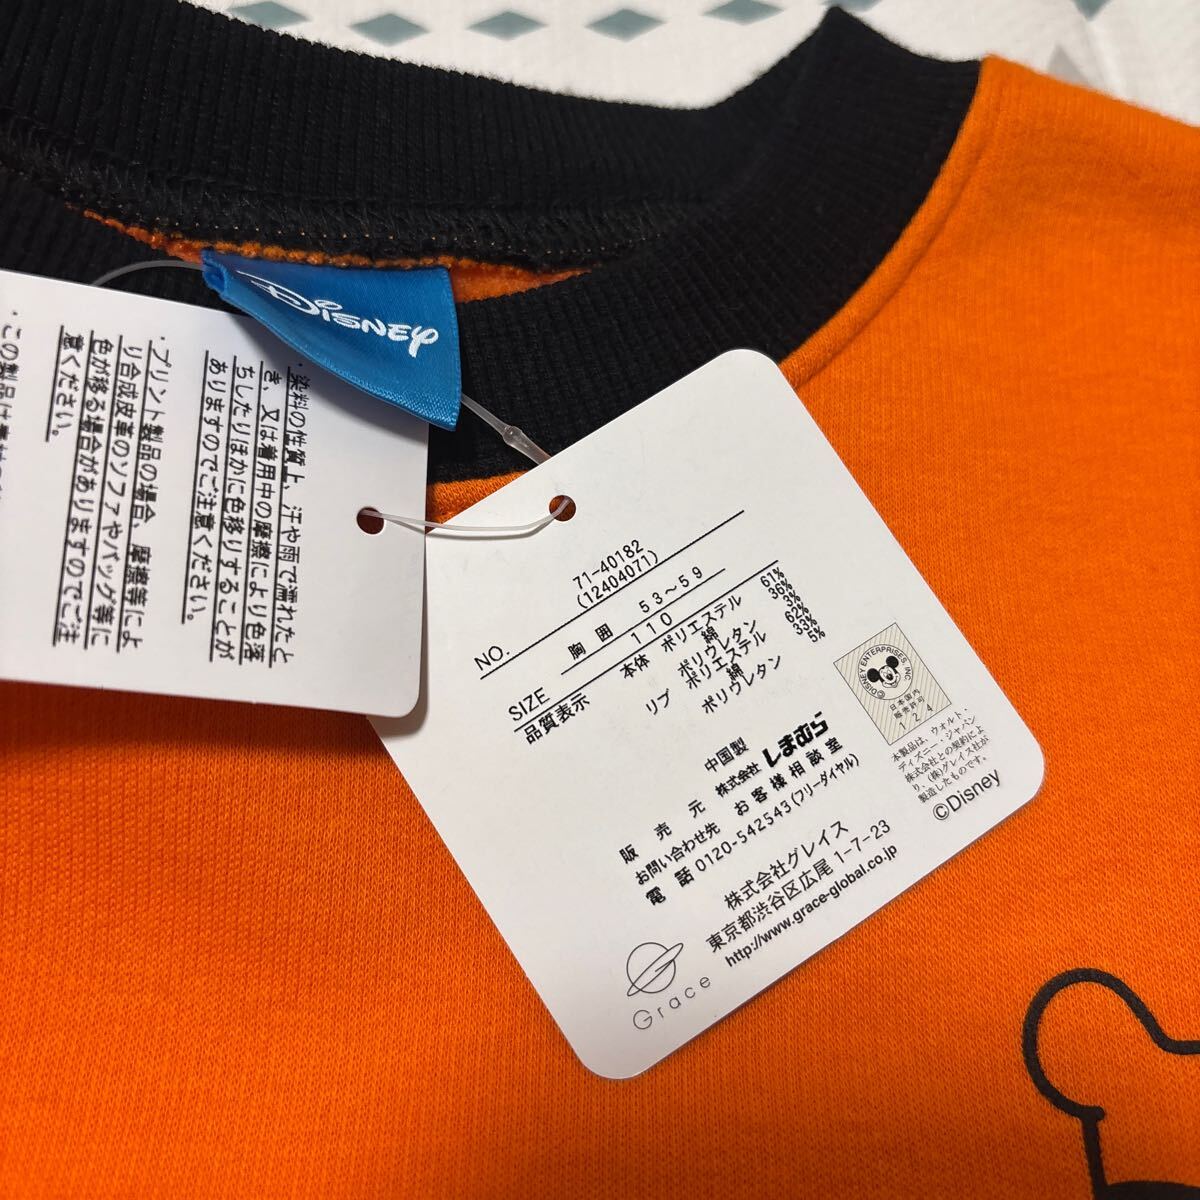 DISNEY
・染料の性質上、汗や雨で濡れたと
き、又は着用中の摩擦により色落
ちしたりほかに色移りすることが
ありますのでご注意ください。
・プリント製品の場合、摩擦等によ
り合成皮革のソファやバッグ等に
色が移る場合がありますのでご注
意ください。
・この製品は
NO. 71-40182
(12404071)
胸囲 53～59
SIZE 110
品質表示 本体 ポリエステル 61%
綿 36%
ポリウレタン 3%
リブ ポリエステル 62%
綿 33%
ポリウレタン 5%
中国製
販売元 株式会社 しまむら
お問い合わせ先 お客様相談室
電話 0120-542543 (フリーダイヤル)
株式会社グレイス
東京都渋谷区広尾 1-7-23
http://www.grace-global.co.jp
Grace
©DISNEY ENTERPRISES, INC.
日本国内
販売許可
124
本製品は、ウォルト・
ディズニー・ジャパン
株式会社との契約によ
り、(株)グレイス社が
製造したものです。
©Disney